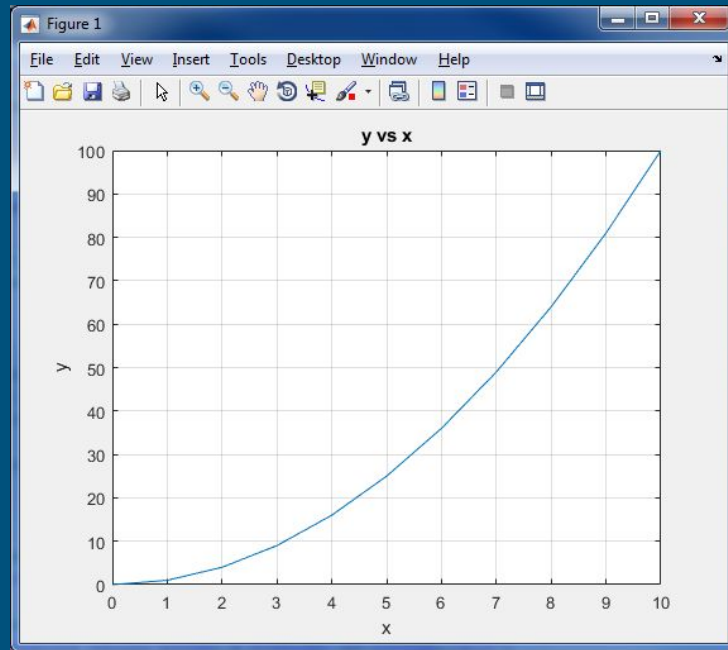 Figure 1
File Edit View Insert Tools Desktop Window Help
y vs x
100
90
80
70
60
50
40
30
20
10
0
y
0 1 2 3 4 5 6 7 8 9 10
x